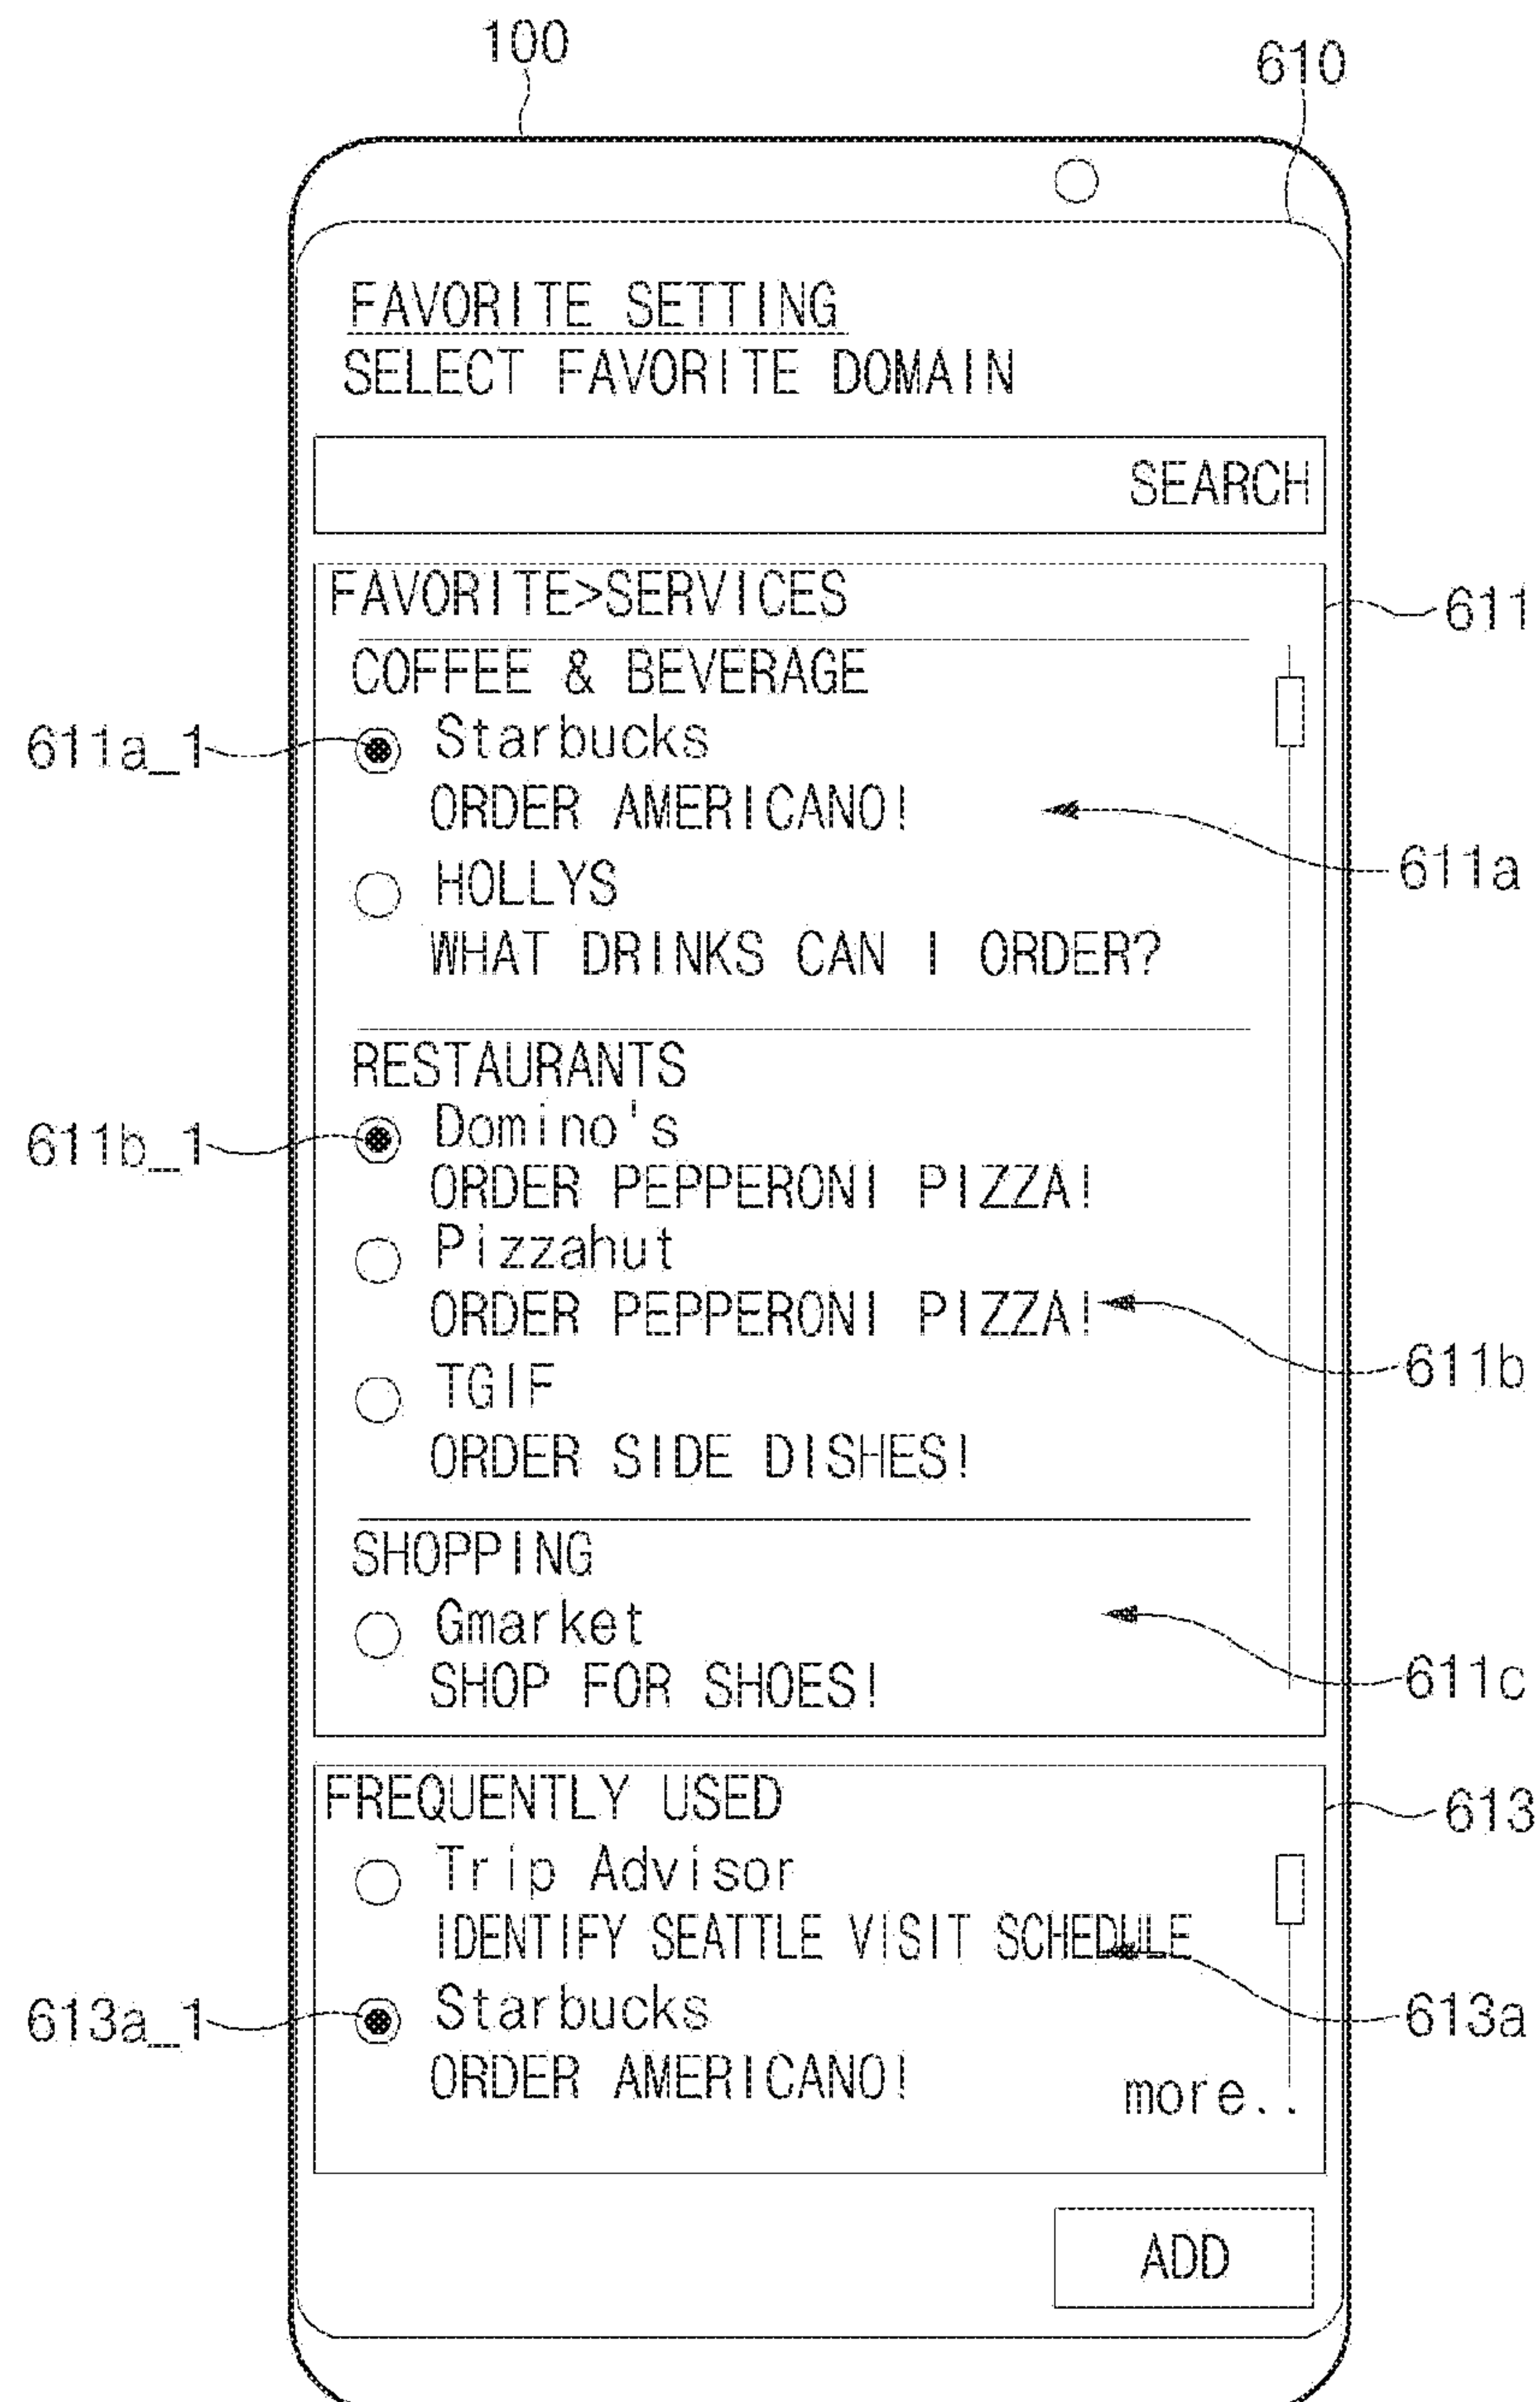 100
610
FAVORITE SETTING
SELECT FAVORITE DOMAIN
SEARCH
FAVORITE>SERVICES
611
COFFEE & BEVERAGE
611a_1
Starbucks
ORDER AMERICANO!
611a
HOLLYS
WHAT DRINKS CAN I ORDER?
RESTAURANTS
611b_1
Domino's
ORDER PEPPERONI PIZZA!
Pizzahut
ORDER PEPPERONI PIZZA!
611b
TGIF
ORDER SIDE DISHES!
SHOPPING
Gmarket
611c
SHOP FOR SHOES!
FREQUENTLY USED
613
Trip Advisor
IDENTIFY SEATTLE VISIT SCHEDULE
613a_1
Starbucks
613a
ORDER AMERICANO!
more..
ADD